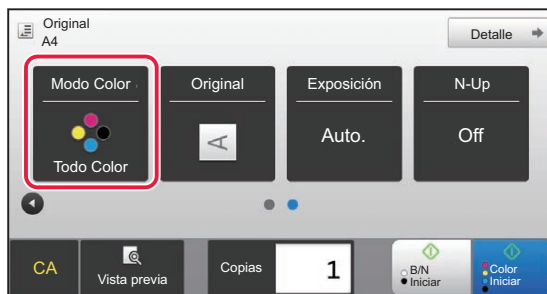 Original
A4
Detalle
Modo Color
Todo Color
Original
A
Exposición
Auto.
N-Up
Off
CA
Vista previa
Copias
1
B/N
Iniciar
Color
Iniciar